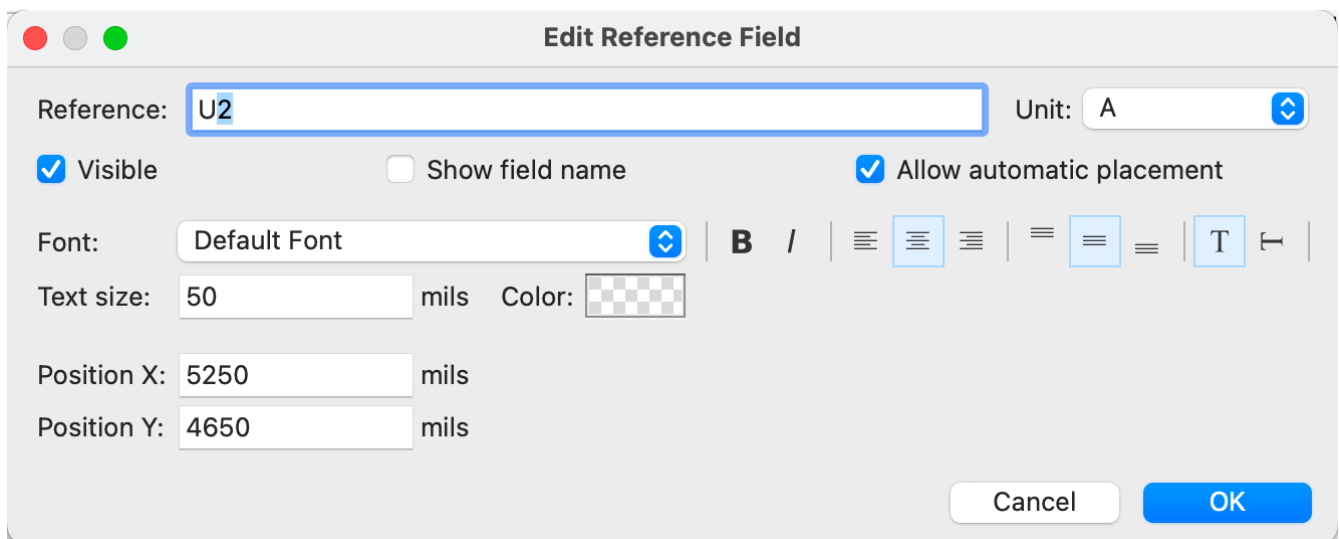 Edit Reference Field
Reference: U2 Unit: A
Visible Show field name Allow automatic placement
Font: Default Font B I T T
Text size: 50 mils Color:
Position X: 5250 mils
Position Y: 4650 mils
Cancel OK